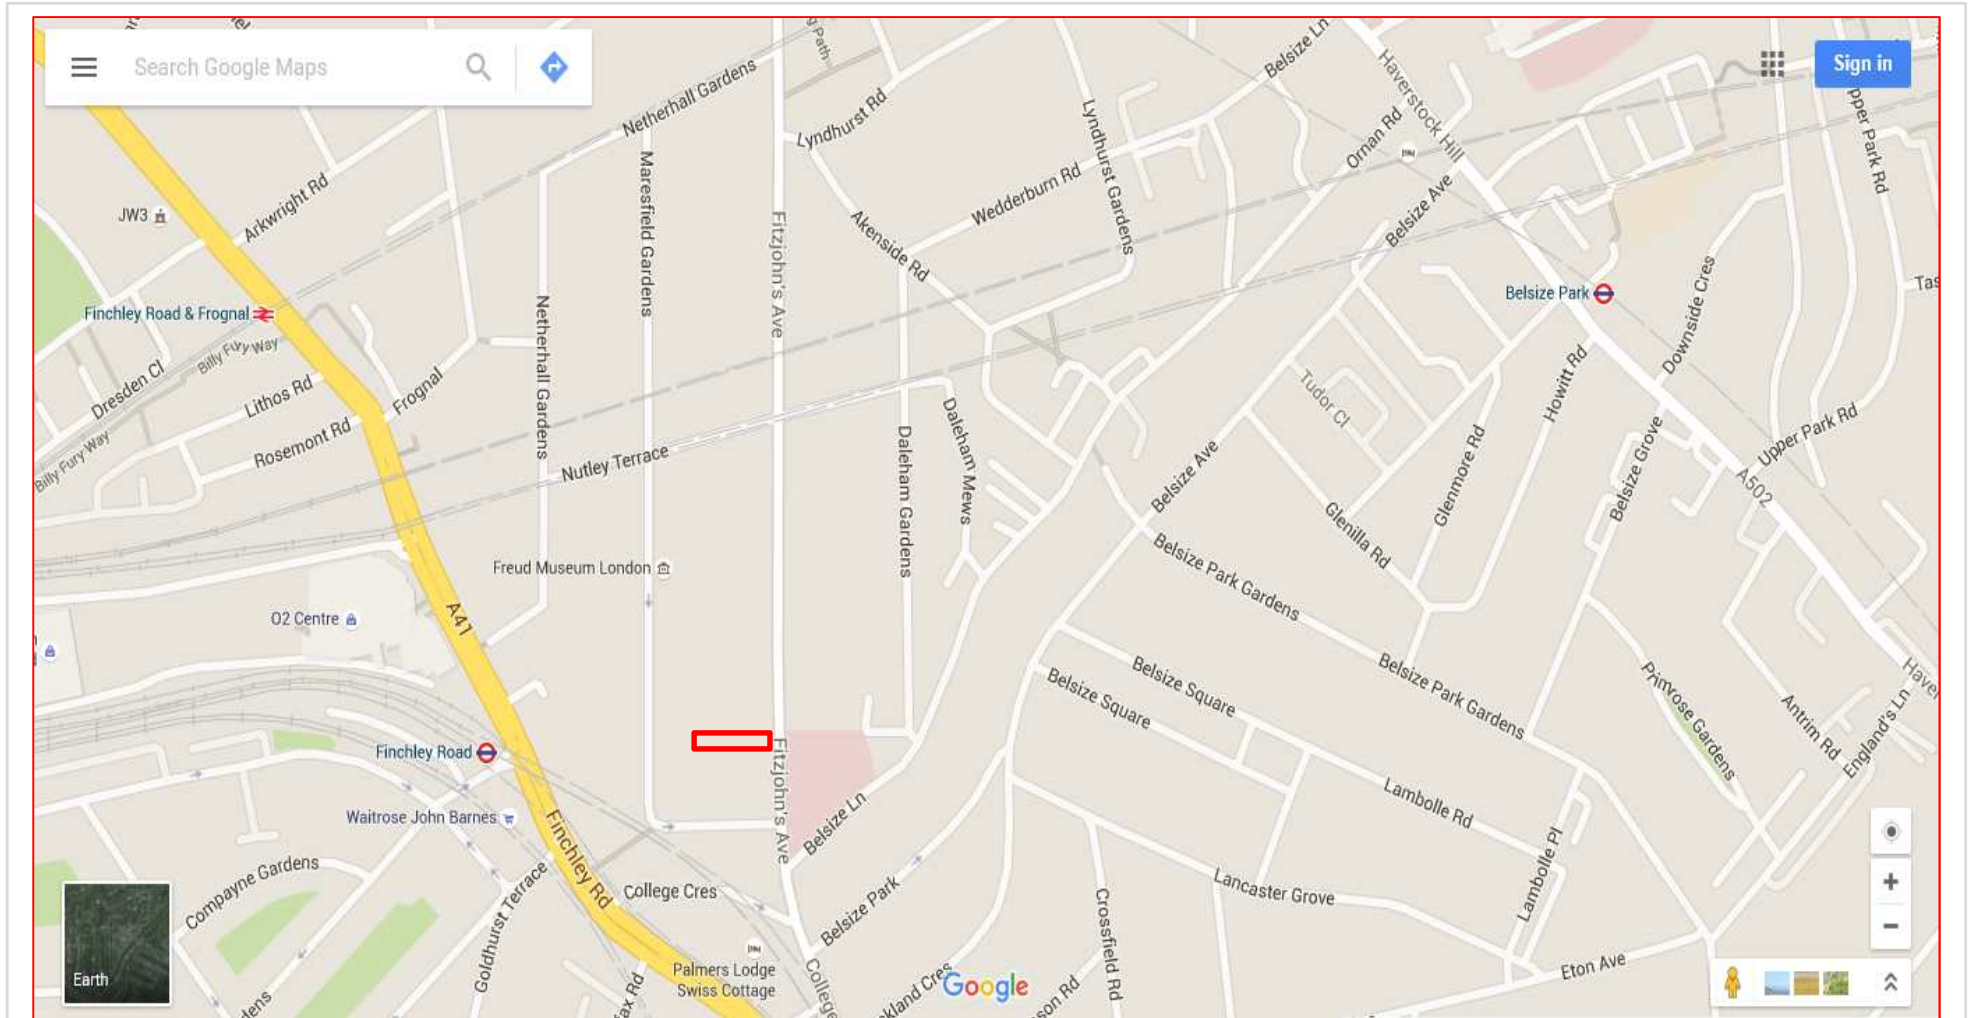 Search Google Maps
Sign in
Belsize Ln
Haverstock Hill
Netherhall Gardens
Lyndhurst Rd
Lyndhurst Gardens
Ornan Rd
Upper Park Rd
Maresfield Gardens
Arkwright Rd
JW3
Wedderburn Rd
Belsize Ave
Fitzjohn's Ave
Akenside Rd
Finchley Road & Frognal
Belsize Park
Downside Cres
Netherhall Gardens
Billy Fury Way
Dresden Cl
Lithos Rd
Frognal
Rosemont Rd
Billy Fury Way
Nutley Terrace
Daleham Gardens
Daleham Mews
Tudor Cl
Howitt Rd
Upper Park Rd
Belsize Grove
Glenmore Rd
A502
Belsize Ave
Glenilla Rd
Freud Museum London
Belsize Park Gardens
O2 Centre
A41
Belsize Square
Belsize Park Gardens
Belsize Square
Primrose Gardens
Antrim Rd
England's Ln
Finchley Road
Fitzjohn's Ave
Waitrose John Barnes
Belsize Ln
Lambolle Rd
Finchley Rd
Compayne Gardens
Goldhurst Terrace
College Cres
Belsize Park
Lancaster Grove
Lambolle Pl
Crossfield Rd
Palmers Lodge
Swiss Cottage
College
Eton Ave
Google
Earth